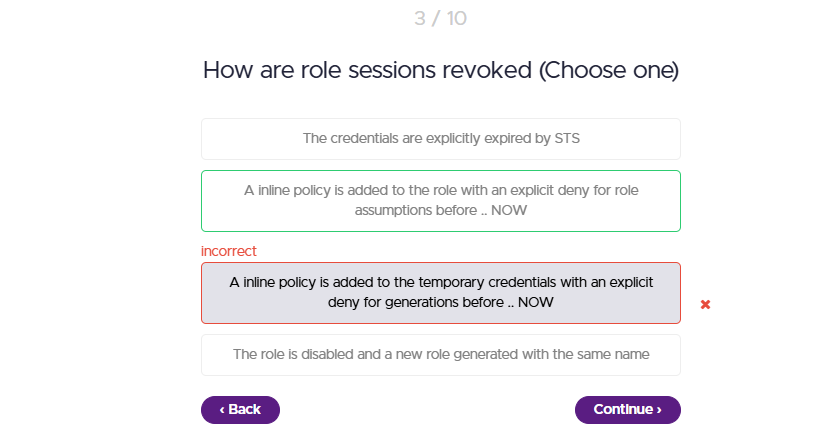 3 / 10
How are role sessions revoked (Choose one)
The credentials are explicitly expired by STS
A inline policy is added to the role with an explicit deny for role
assumptions before .. NOW
incorrect
A inline policy is added to the temporary credentials with an explicit
deny for generations before .. NOW
The role is disabled and a new role generated with the same name
‹ Back
Continue ›